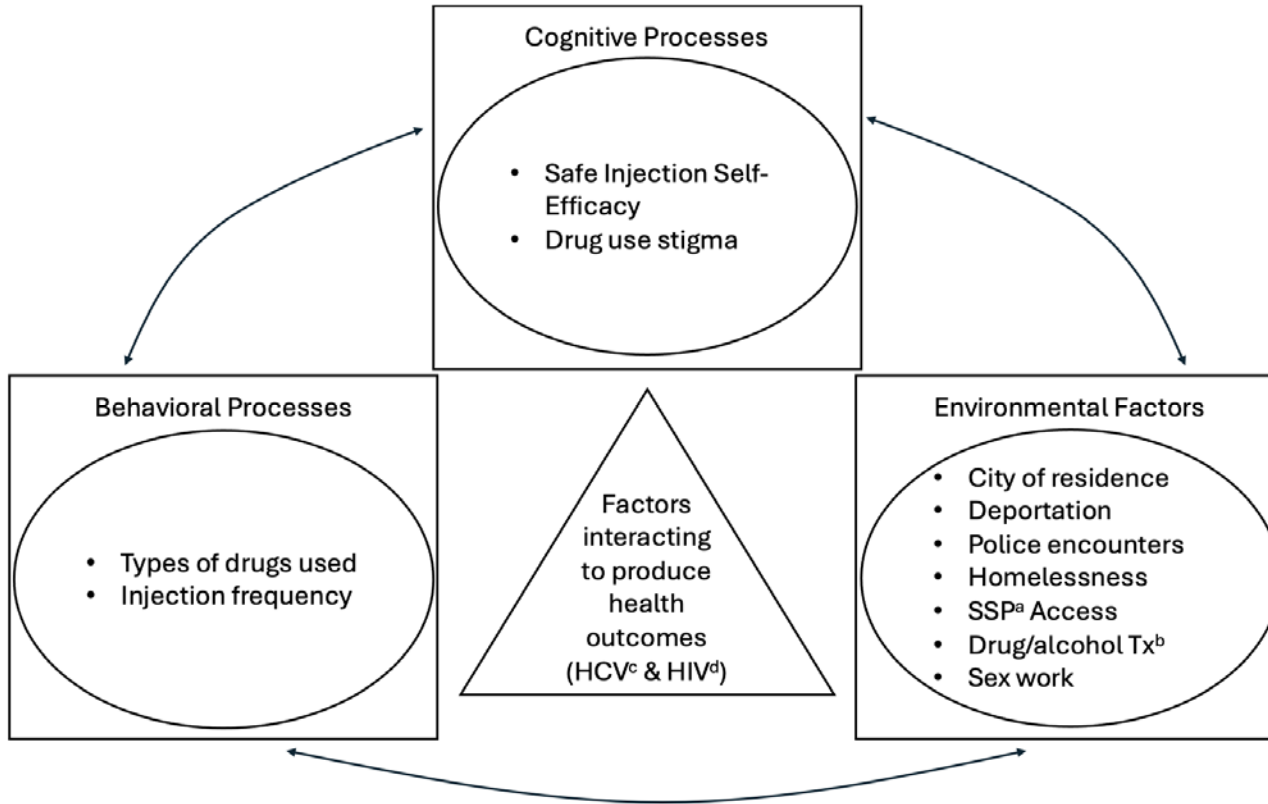 Cognitive Processes
• Safe Injection Self-
Efficacy
• Drug use stigma
Behavioral Processes
• Types of drugs used
• Injection frequency
Factors
interacting
to produce
health
outcomes
(HCVᶜ & HIVᵈ)
Environmental Factors
• City of residence
• Deportation
• Police encounters
• Homelessness
• SSPᵃ Access
• Drug/alcohol Txᵇ
• Sex work